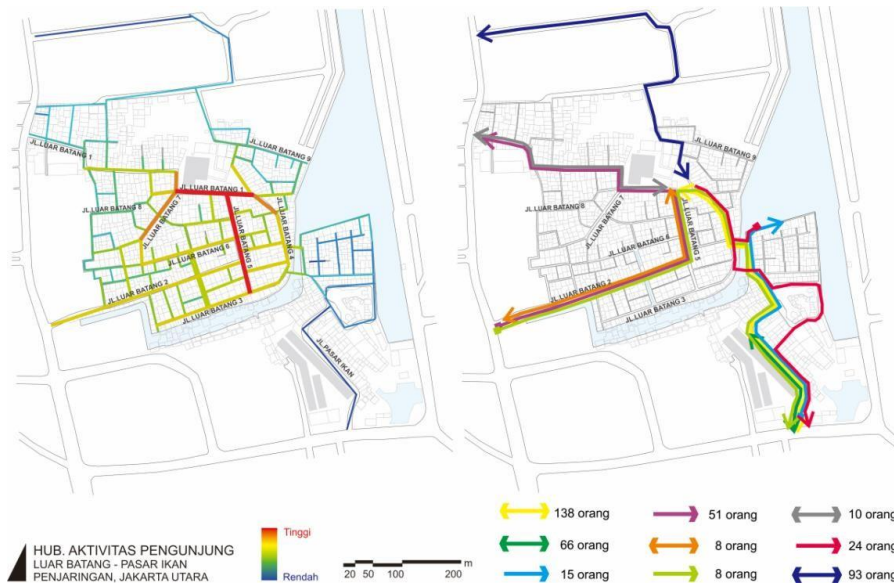 JL.LUAR BATANG 1
JL.LUAR BATANG 9
JL.LUAR BATANG 1
JL.LUAR BATANG 8
JL.LUAR BATANG 7
JL.LUAR BATANG 4
JL.LUAR BATANG 5
JL.LUAR BATANG 6
JL.LUAR BATANG 2
JL.LUAR BATANG 3
JL.PASAR IKAN
JL.LUAR BATANG 1
JL.LUAR BATANG 9
JL.LUAR BATANG 7
JL.LUAR BATANG 8
JL.LUAR BATANG 6
JL.LUAR BATANG 5
JL.LUAR BATANG 2
JL.LUAR BATANG 3
HUB. AKTIVITAS PENGUNJUNG
LUAR BATANG - PASAR IKAN
PENJARINGAN, JAKARTA UTARA
Tinggi
Rendah
m
20 50 100 200
138 orang
51 orang
10 orang
66 orang
8 orang
24 orang
15 orang
8 orang
93 orang